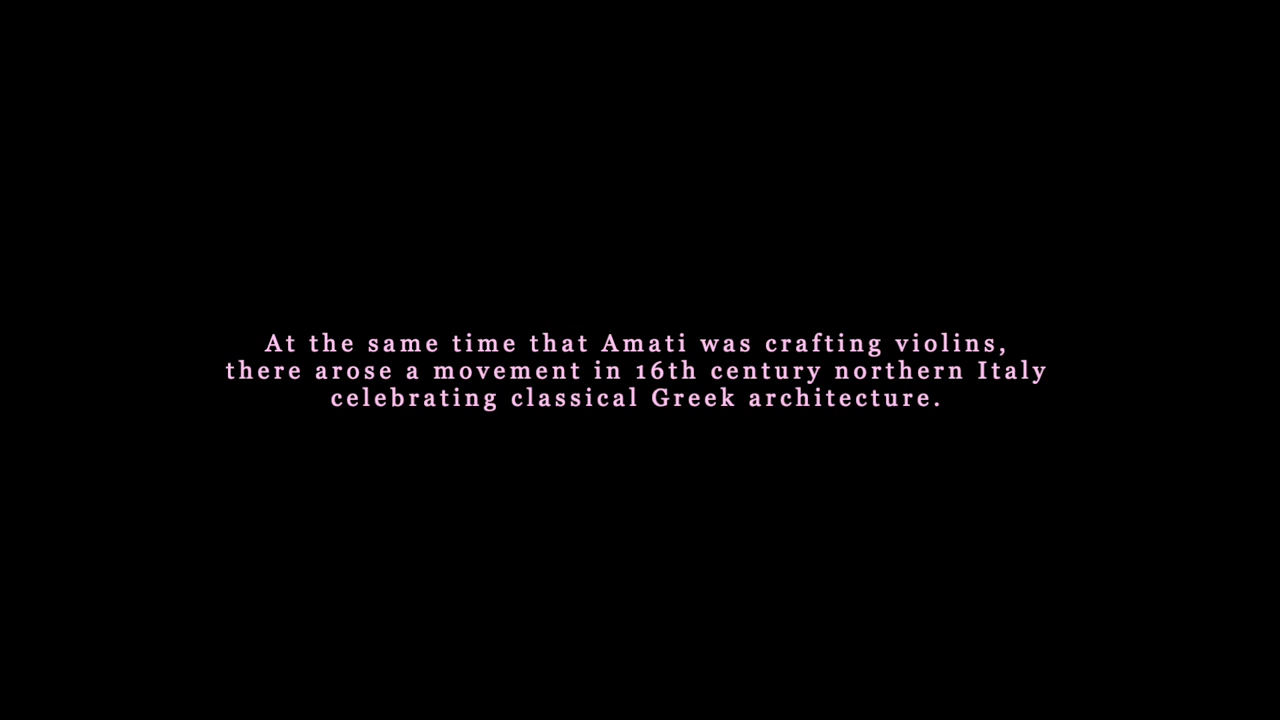 At the same time that Amati was crafting violins,
there arose a movement in 16th century northern Italy
celebrating classical Greek architecture.